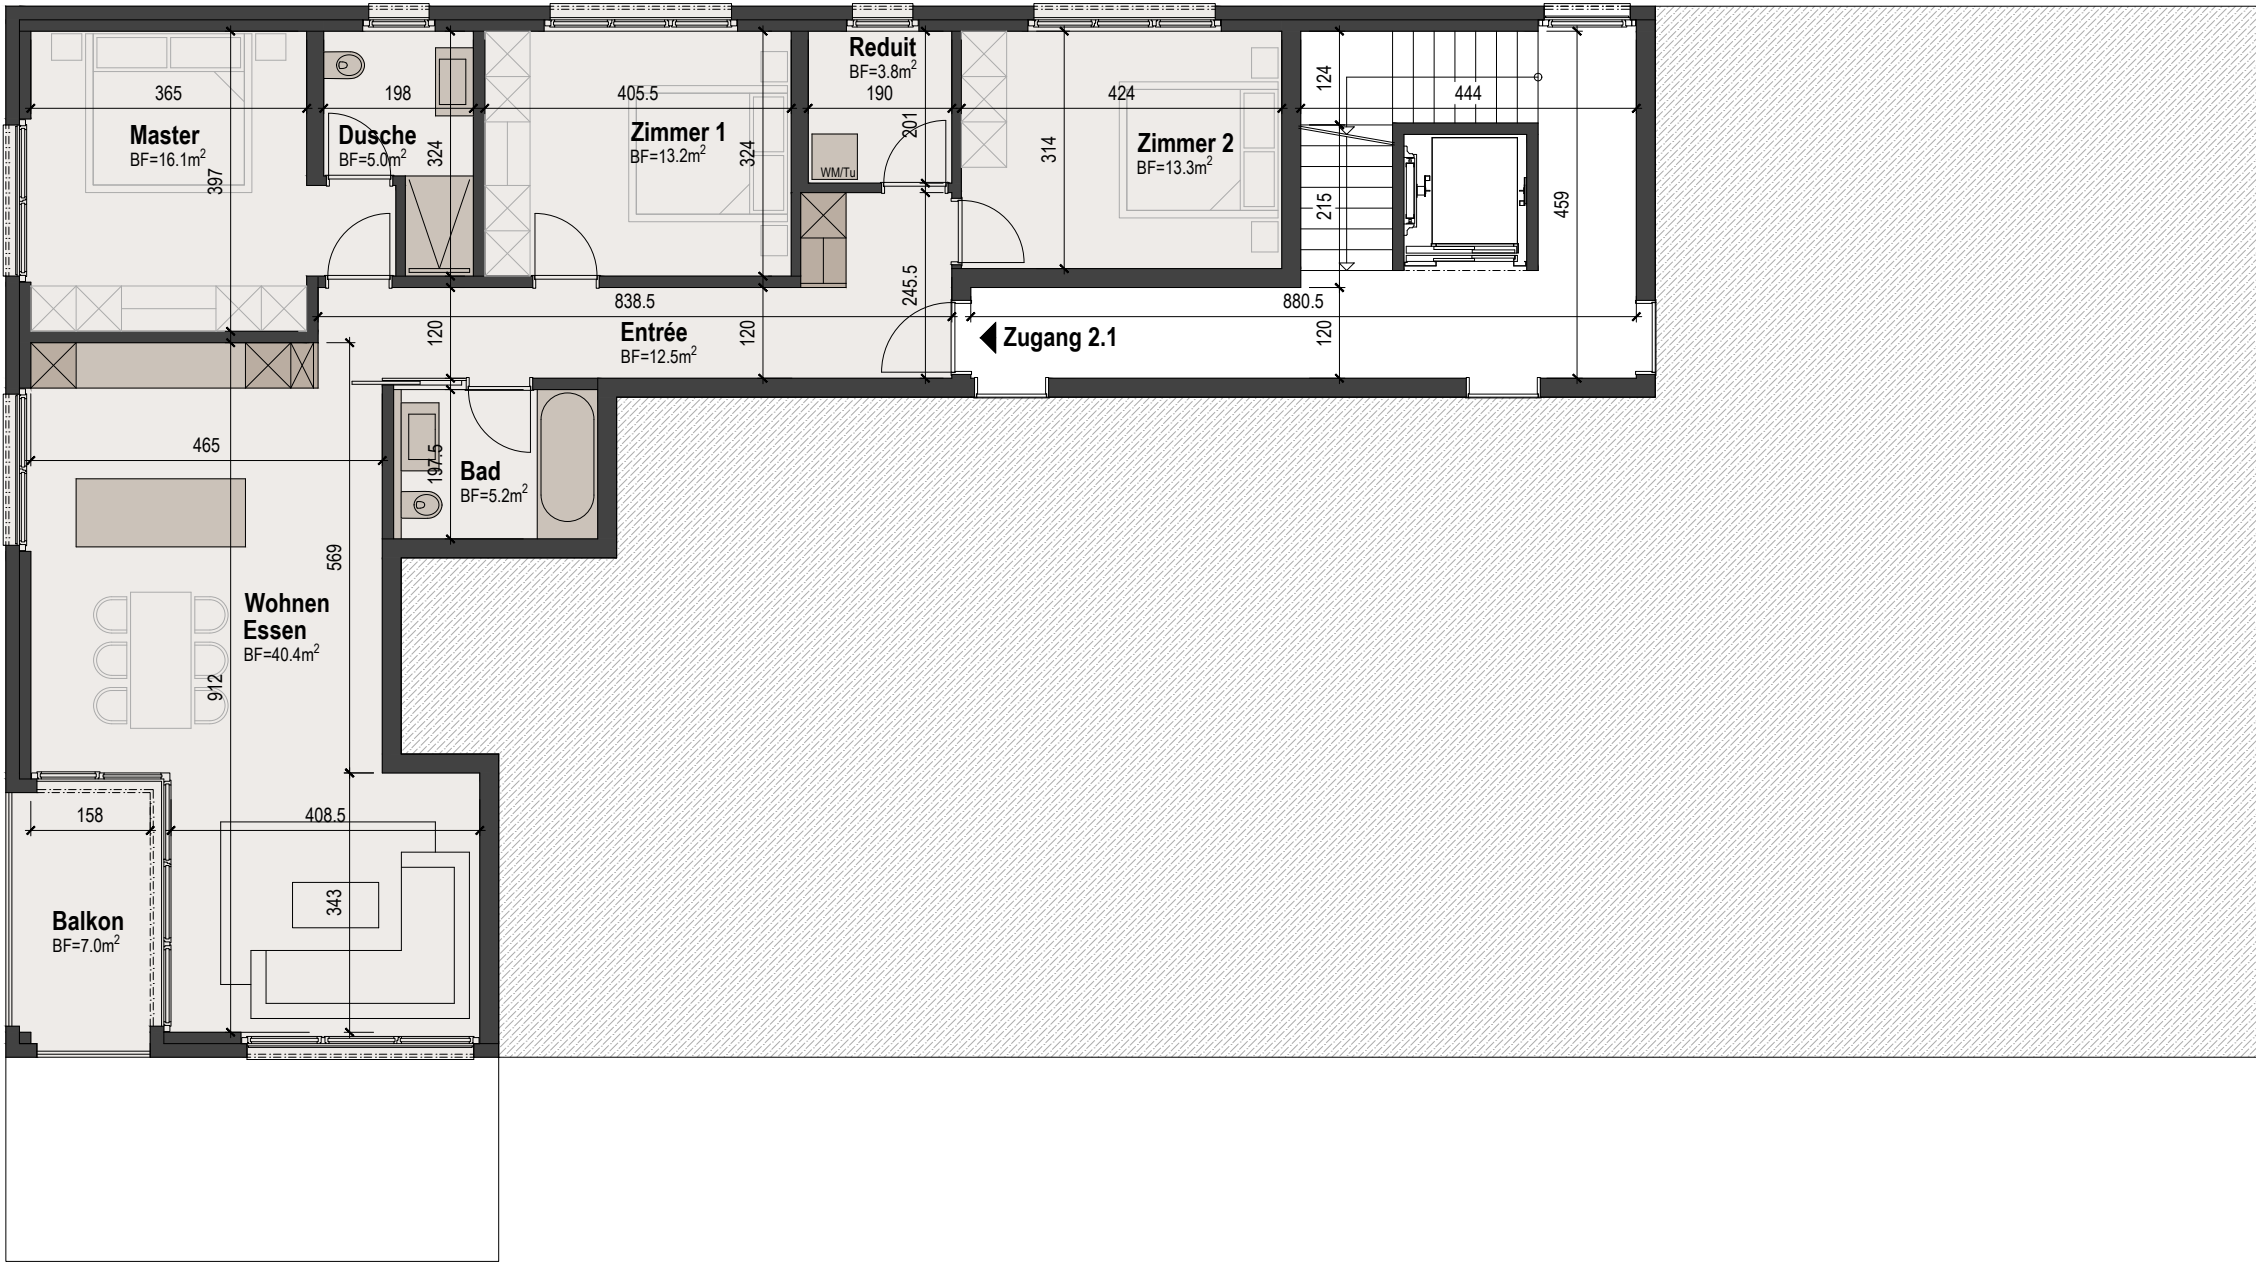 Master
BF=16.1m²
365
397
Dusche
BF=5.0m²
198
324
Zimmer 1
BF=13.2m²
405.5
324
Reduit
BF=3.8m²
190
201
WM/Tu
Zimmer 2
BF=13.3m²
424
314
124
444
215
459
245.5
838.5
Entrée
BF=12.5m²
120
120
880.5
Zugang 2.1
120
465
Bad
BF=5.2m²
197.5
569
Wohnen
Essen
BF=40.4m²
912
158
408.5
343
Balkon
BF=7.0m²